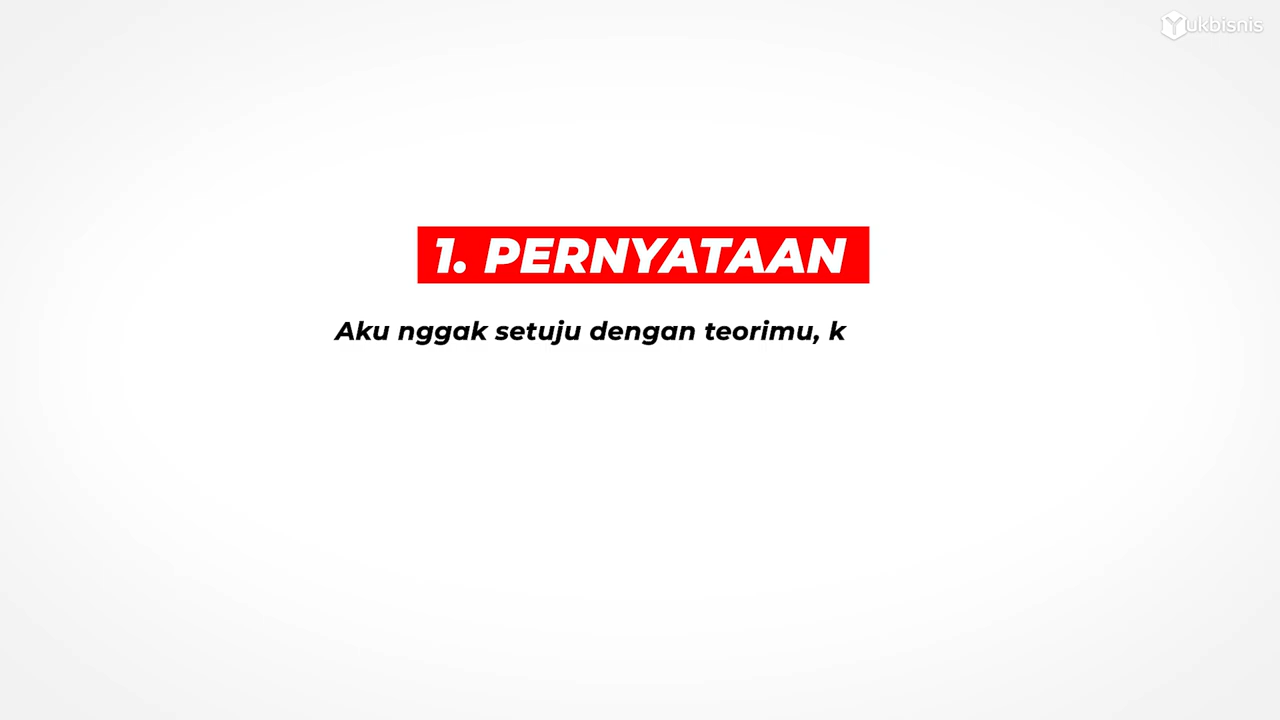 Yukbisnis
1. PERNYATAAN
Aku nggak setuju dengan teorimu, k